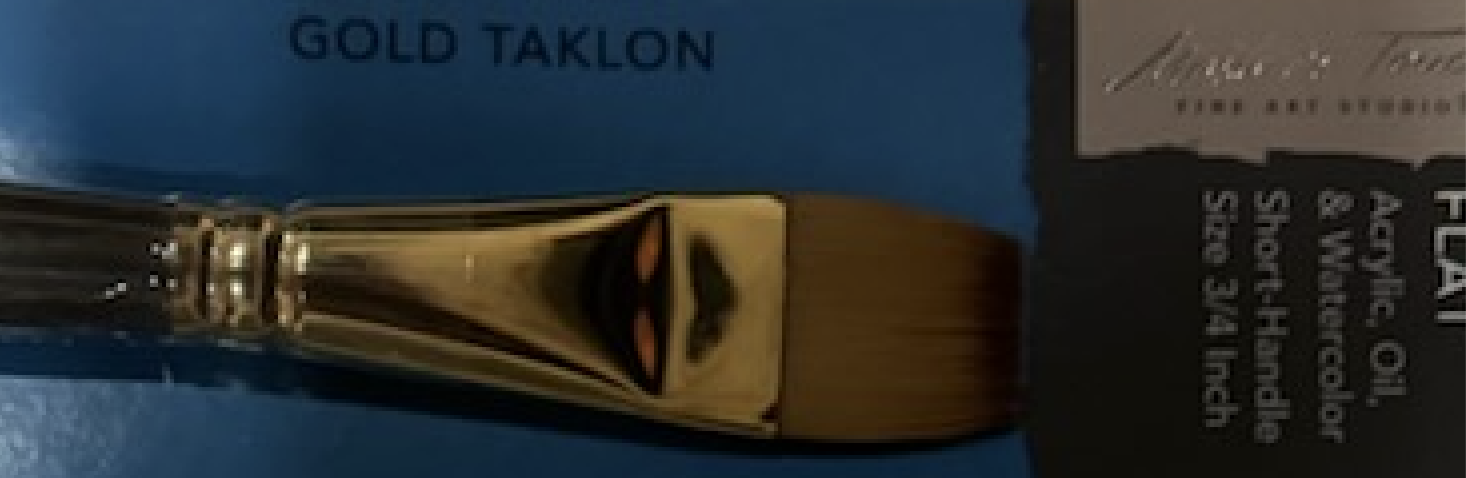 GOLD TAKLON
FINE ART STUDIO
FLAT
Acrylic, Oil,
& Watercolor
Short-Handle
Size 3/4 Inch